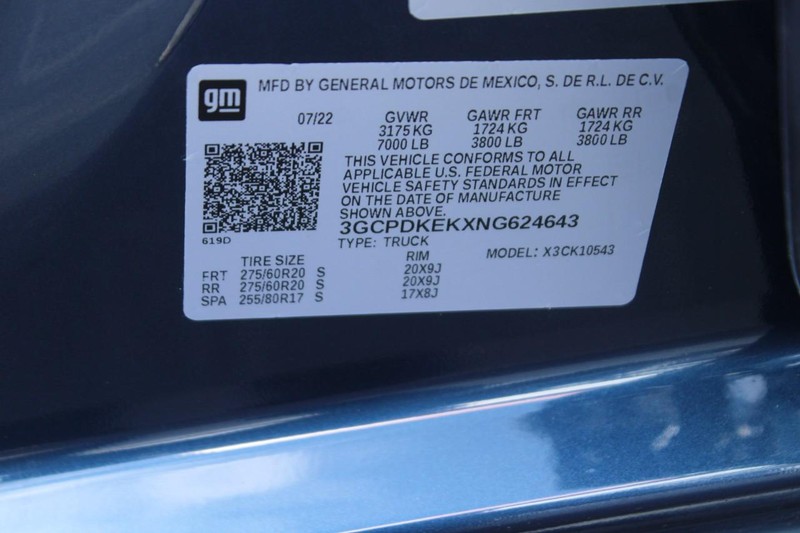 gm
MFD BY GENERAL MOTORS DE MEXICO, S. DE R.L. DE C.V.
07/22 GVWR GAWR FRT GAWR RR
3175 KG 1724 KG 1724 KG
7000 LB 3800 LB 3800 LB
THIS VEHICLE CONFORMS TO ALL
APPLICABLE U.S. FEDERAL MOTOR
VEHICLE SAFETY STANDARDS IN EFFECT
ON THE DATE OF MANUFACTURE
SHOWN ABOVE.
3GCPDKEKXNG624643
619D TYPE: TRUCK MODEL: X3CK10543
TIRE SIZE RIM
FRT 275/60R20 S 20X9J
RR 275/60R20 S 20X9J
SPA 255/80R17 S 17X8J